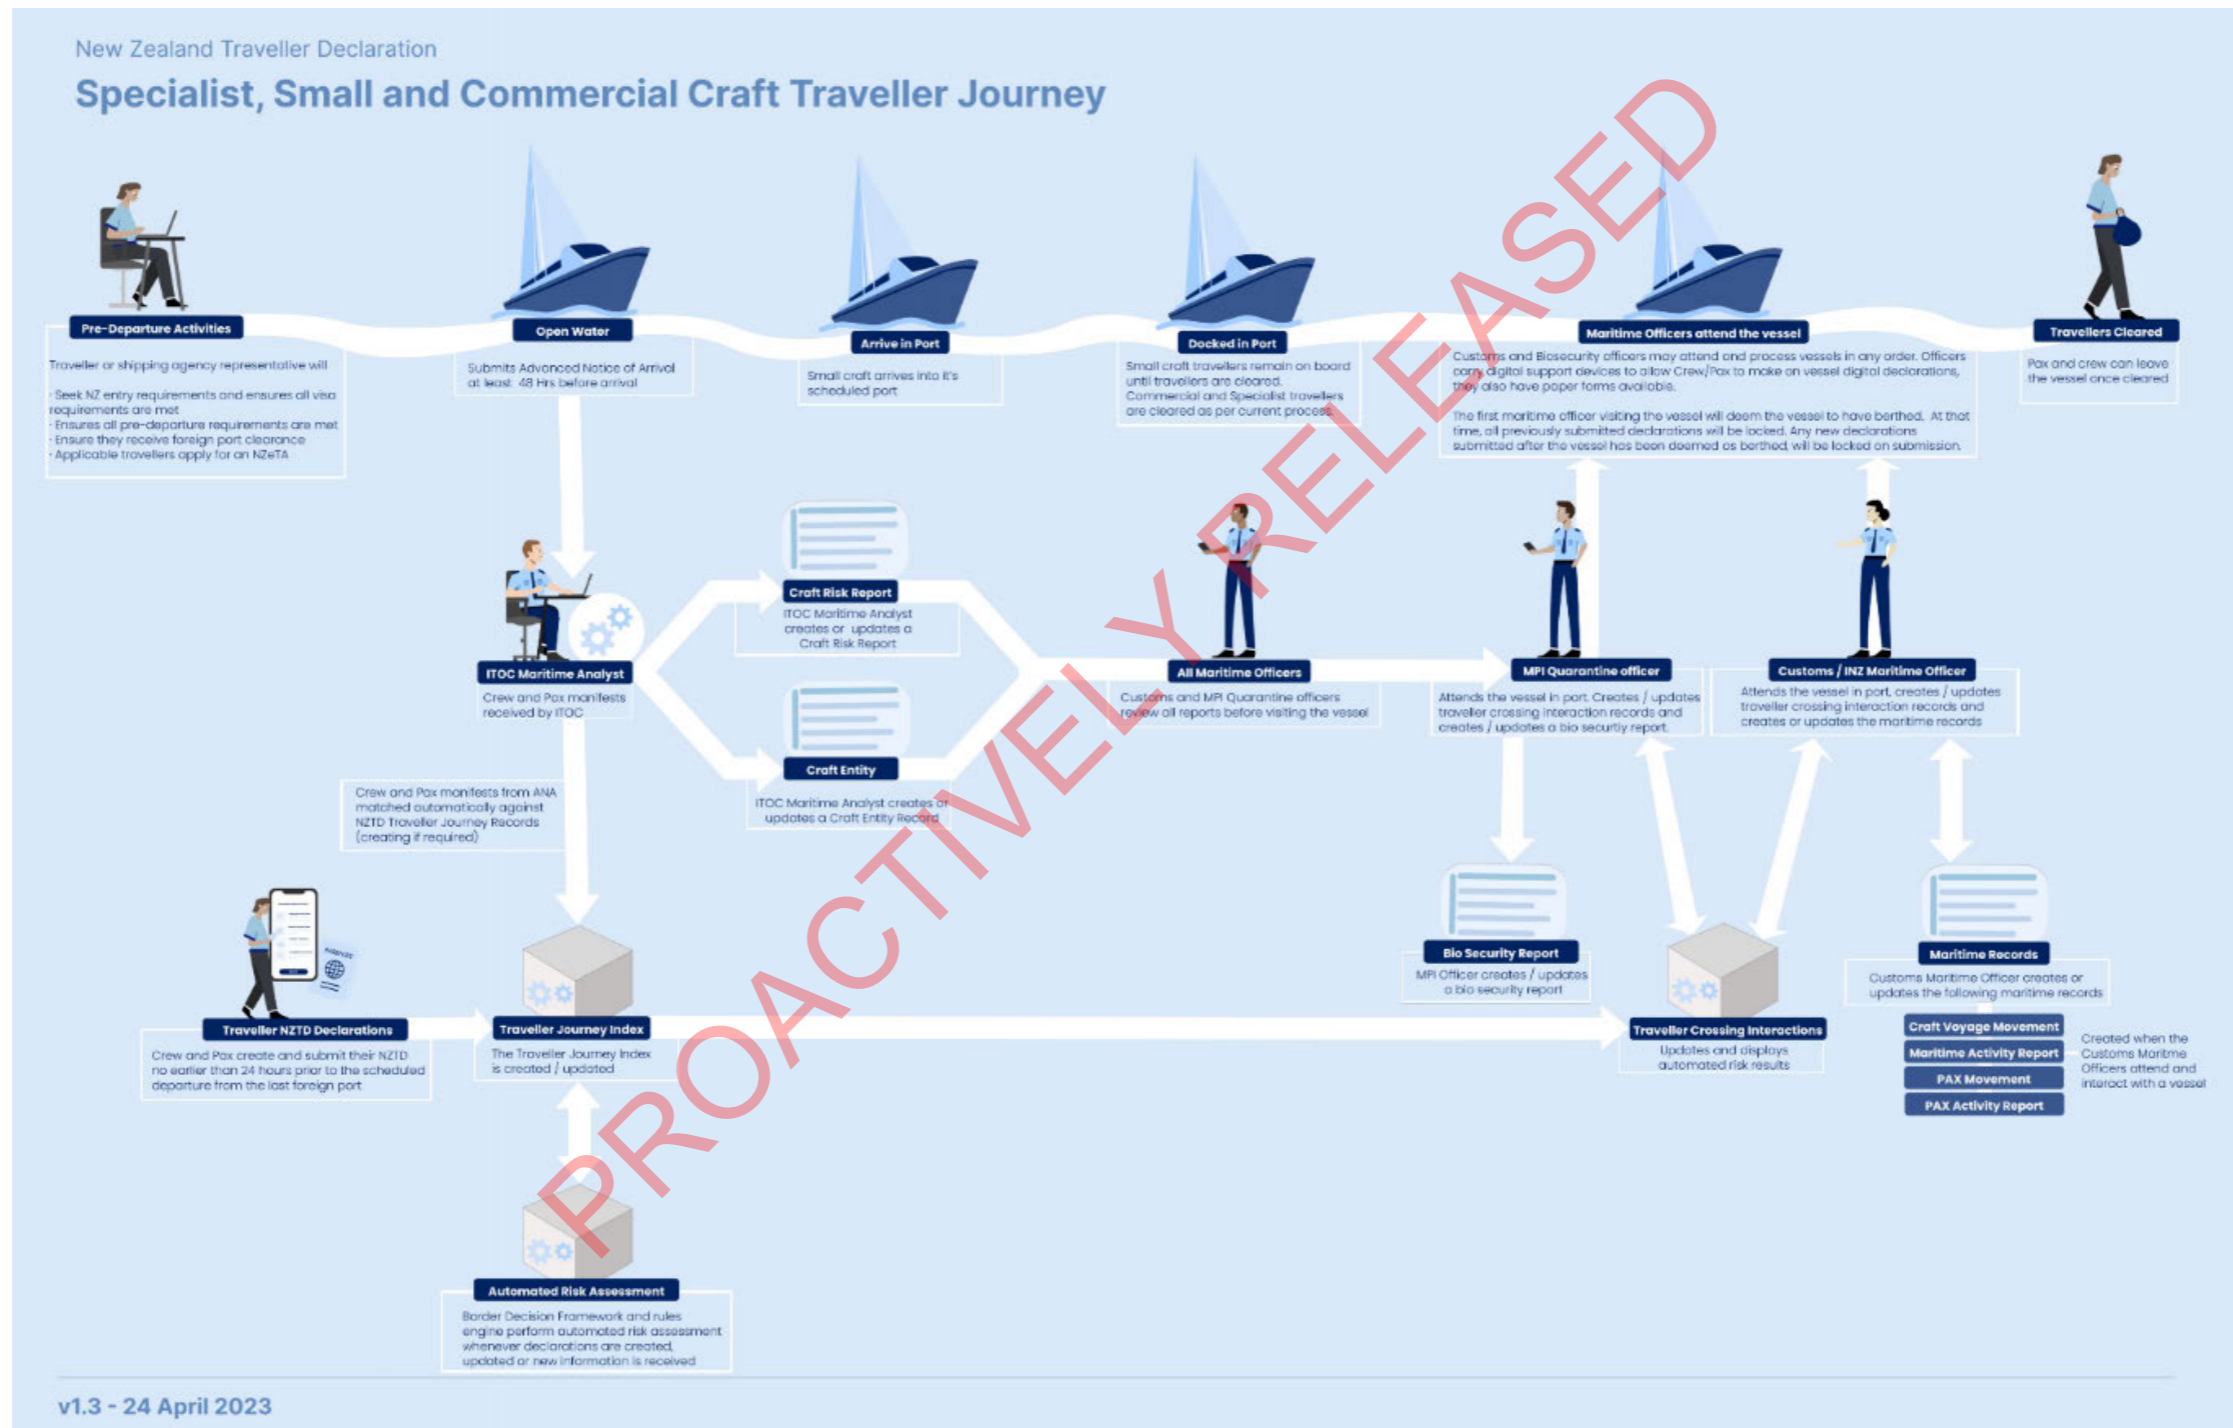 New Zealand Traveller Declaration
Specialist, Small and Commercial Craft Traveller Journey
Pre-Departure Activities
Traveller or shipping agency representative will
- Seek NZ entry requirements and ensures all visa
requirements are met
- Ensures all pre-departure requirements are met
- Ensure they receive foreign port clearance
- Applicable travellers apply for an NZeTA
Open Water
Submits Advanced Notice of Arrival
at least 48 Hrs before arrival
Arrive in Port
Small craft arrives into it's
scheduled port
Docked in Port
Small craft travellers remain on board
until travellers are cleared.
Commercial and Specialist travellers
are cleared as per current process.
Maritime Officers attend the vessel
Customs and Biosecurity officers may attend and process vessels in any order. Officers
carry digital support devices to allow Crew/Pax to make on vessel digital declarations,
they also have paper forms available.
The first maritime officer visiting the vessel will deem the vessel to have berthed. At that
time, all previously submitted declarations will be locked. Any new declarations
submitted after the vessel has been deemed as berthed, will be locked on submission.
Travellers Cleared
Pax and crew can leave
the vessel once cleared
ITOC Maritime Analyst
Crew and Pax manifests
received by ITOC
Craft Risk Report
ITOC Maritime Analyst
creates or updates a
Craft Risk Report
Craft Entity
ITOC Maritime Analyst creates or
updates a Craft Entity Record
All Maritime Officers
Customs and MPI Quarantine officers
review all reports before visiting the vessel
MPI Quarantine officer
Attends the vessel in port. Creates / updates
traveller crossing interaction records and
creates / updates a bio securtiy report.
Customs / INZ Maritime Officer
Attends the vessel in port, creates / updates
traveller crossing interaction records and
creates or updates the maritime records
Crew and Pax manifests from ANA
matched automatically against
NZTD Traveller Journey Records
(creating if required)
Traveller NZTD Declarations
Crew and Pax create and submit their NZTD
no earlier than 24 hours prior to the scheduled
departure from the last foreign port
Traveller Journey Index
The Traveller Journey Index
is created / updated
Bio Security Report
MPI Officer creates / updates
a bio security report
Traveller Crossing Interactions
Updates and displays
automated risk results
Maritime Records
Customs Maritime Officer creates or
updates the following maritime records
Craft Voyage Movement
Maritime Activity Report
PAX Movement
PAX Activity Report
Created when the
Customs Maritme
Officers attend and
interact with a vessel
Automated Risk Assessment
Border Decision Framework and rules
engine perform automated risk assessment
whenever declarations are created,
updated or new information is received
v1.3 - 24 April 2023
PROACTIVELY RELEASED